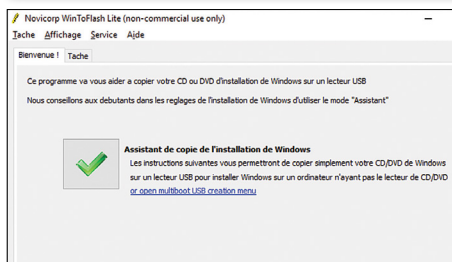 Novicorp WinToFlash Lite (non-commercial use only)
Tache Affichage Service Aide
Bienvenue ! Tache
Ce programme va vous aider a copier votre CD ou DVD d'installation de Windows sur un lecteur USB
Nous conseillons aux debutants dans les reglages de l'installation de Windows d'utiliser le mode "Assistant"
Assistant de copie de l'installation de Windows
Les instructions suivantes vous permettront de copier simplement votre CD/DVD de Windows
sur un lecteur USB pour installer Windows sur un ordinateur n'ayant pas le lecteur de CD/DVD
or open multiboot USB creation menu